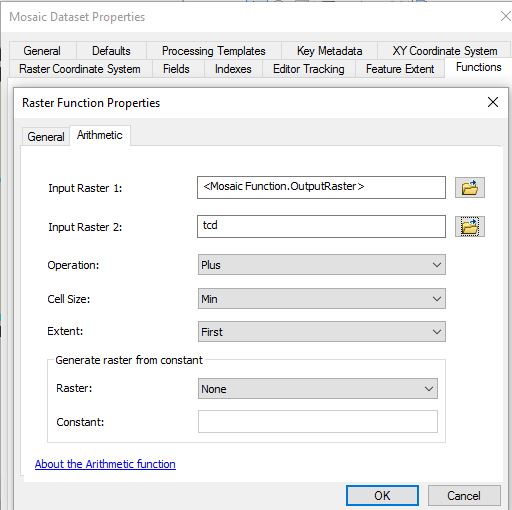 Mosaic Dataset Properties
General Defaults Processing Templates Key Metadata XY Coordinate System
Raster Coordinate System Fields Indexes Editor Tracking Feature Extent Functions
Raster Function Properties
General Arithmetic
Input Raster 1: <Mosaic Function.OutputRaster>
Input Raster 2: tcd
Operation: Plus
Cell Size: Min
Extent: First
Generate raster from constant
Raster: None
Constant:
About the Arithmetic function
OK Cancel